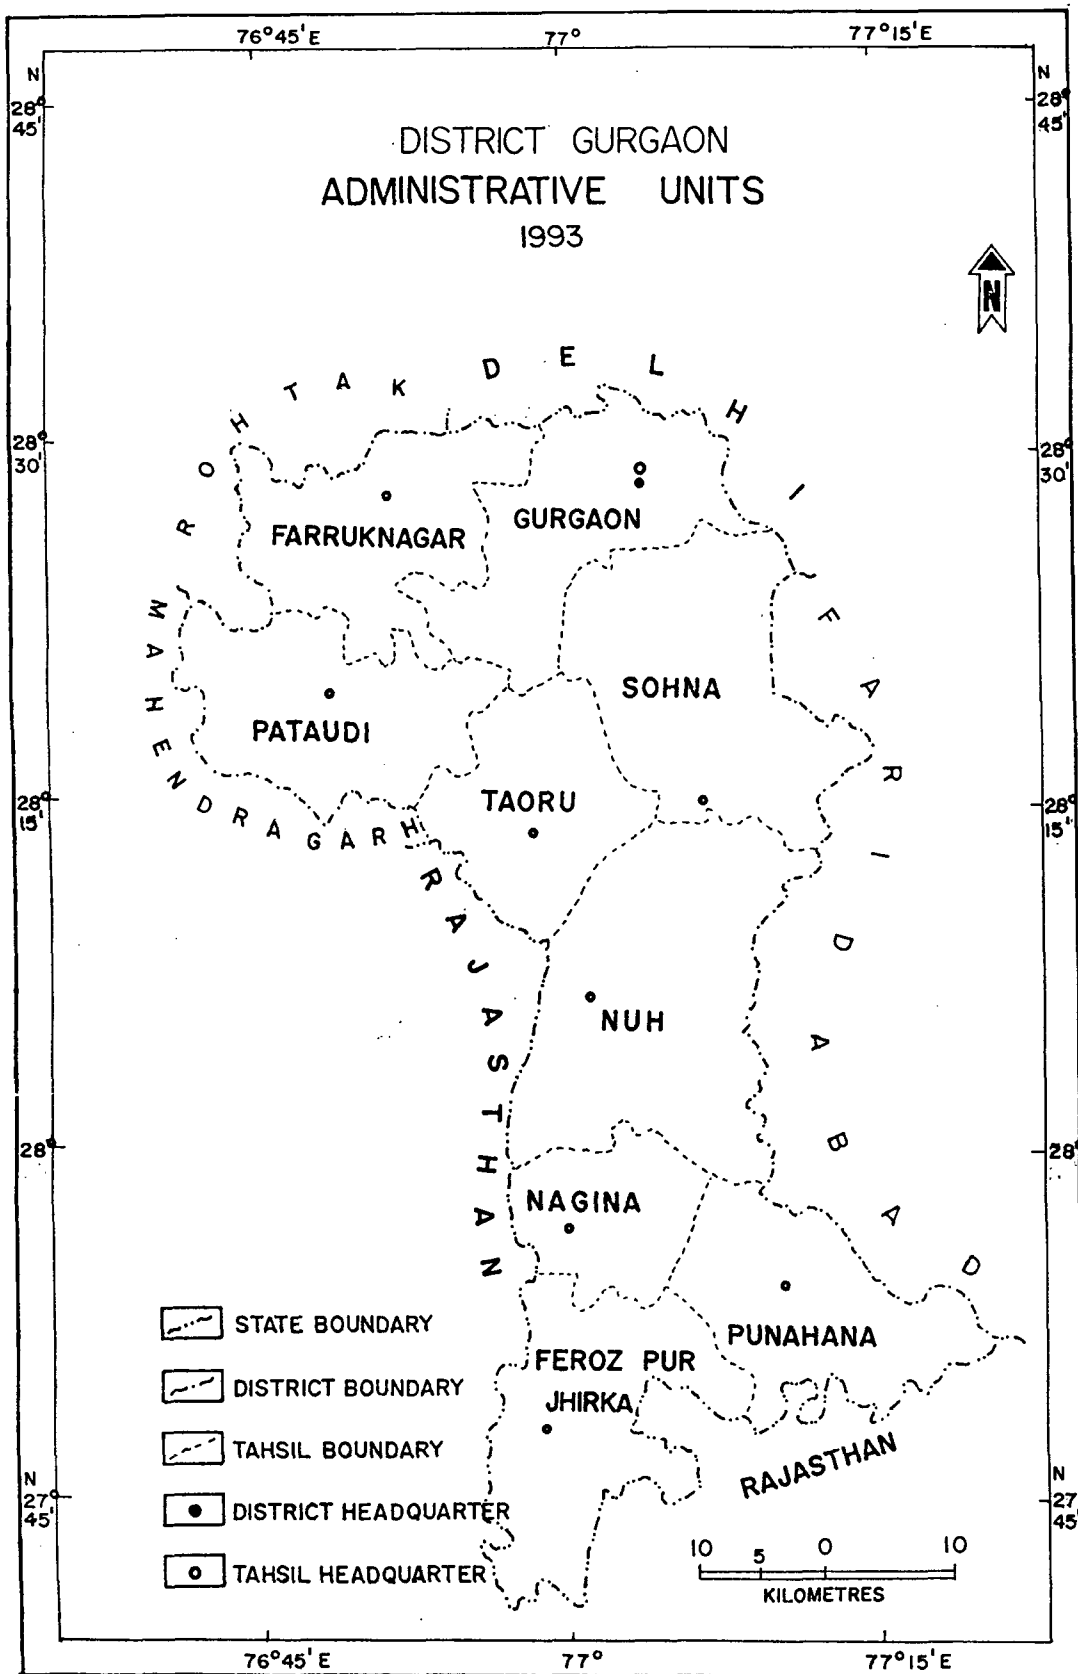 76°45'E 77° 77°15'E
N N
28° 28°
45' 45'
DISTRICT GURGAON
ADMINISTRATIVE UNITS
1993
N
ROHTAK DELHI
28° 28°
30' 30'
FARRUKNAGAR
GURGAON
MAHENDRAGARH
FARIDABAD
SOHNA
PATAUDI
TAORU
28° 28°
15' 15'
RAJASTHAN
NUH
28° 28°
NAGINA
PUNAHANA
FEROZ PUR
JHIRKA
RAJASTHAN
STATE BOUNDARY
DISTRICT BOUNDARY
TAHSIL BOUNDARY
DISTRICT HEADQUARTER
TAHSIL HEADQUARTER
N N
27° 27°
45' 45'
10 5 0 10
KILOMETRES
76°45'E 77° 77°15'E